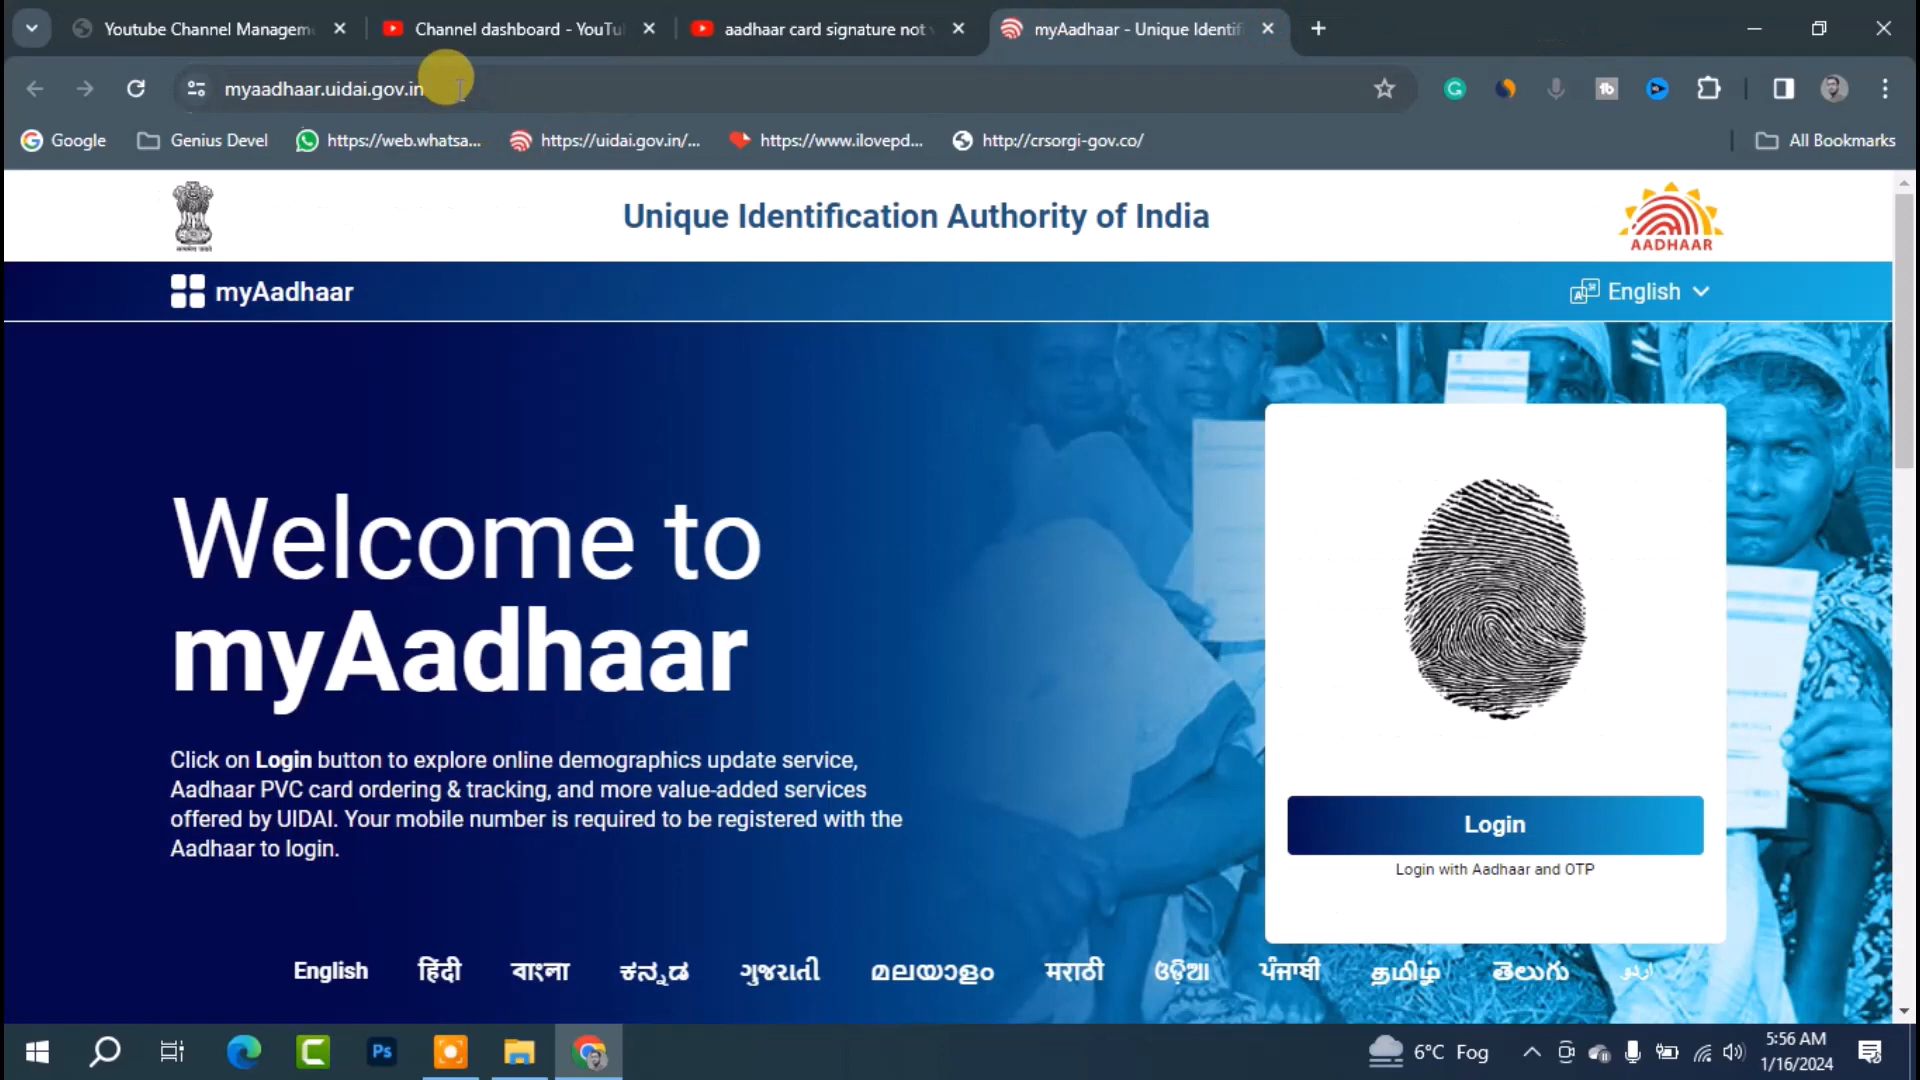 Youtube Channel Managem
Channel dashboard - YouTu
aadhaar card signature not v
myAadhaar - Unique Identifi
myaadhaar.uidai.gov.in
Google
Genius Devel
https://web.whatsa...
https://uidai.gov.in/...
https://www.ilovepd...
http://crsorgi-gov.co/
All Bookmarks
Unique Identification Authority of India
AADHAAR
myAadhaar
English
Welcome to
myAadhaar
Click on Login button to explore online demographics update service,
Aadhaar PVC card ordering & tracking, and more value-added services
offered by UIDAI. Your mobile number is required to be registered with the
Aadhaar to login.
Login
Login with Aadhaar and OTP
English हिंदी বাংলা ಕನ್ನಡ ગુજરાતી മലയാളം मराठी ଓଡ଼ିଆ ਪੰਜਾਬੀ தமிழ் తెలుగు اردو
Ps
6°C Fog
5:56 AM
1/16/2024